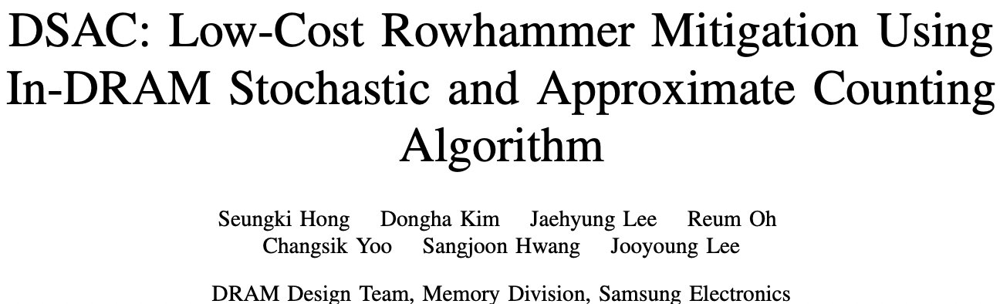 DSAC: Low-Cost Rowhammer Mitigation Using
In-DRAM Stochastic and Approximate Counting
Algorithm
Seungki Hong Dongha Kim Jaehyung Lee Reum Oh
Changsik Yoo Sangjoon Hwang Jooyoung Lee
DRAM Design Team, Memory Division, Samsung Electronics